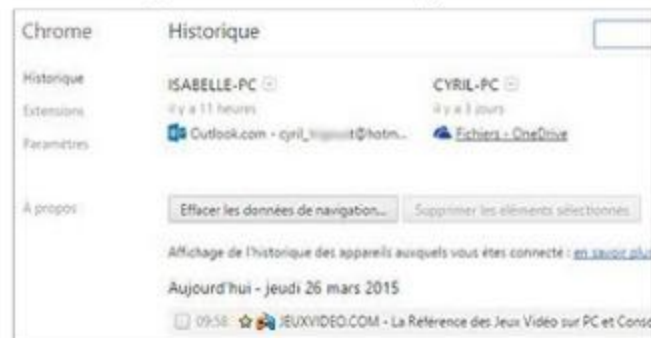 Chrome
Historique
Historique
Extensions
Paramètres
À propos
ISABELLE-PC
il y a 11 heures
Outlook.com - cyril_ t@hotm...
CYRIL-PC
il y a 3 jours
Fichiers - OneDrive
Effacer les données de navigation...
Supprimer les éléments sélectionnés
Affichage de l'historique des appareils auxquels vous êtes connecté : en savoir plus
Aujourd'hui - jeudi 26 mars 2015
09:58 JEUXVIDEO.COM - La Référence des Jeux Vidéo sur PC et Conso